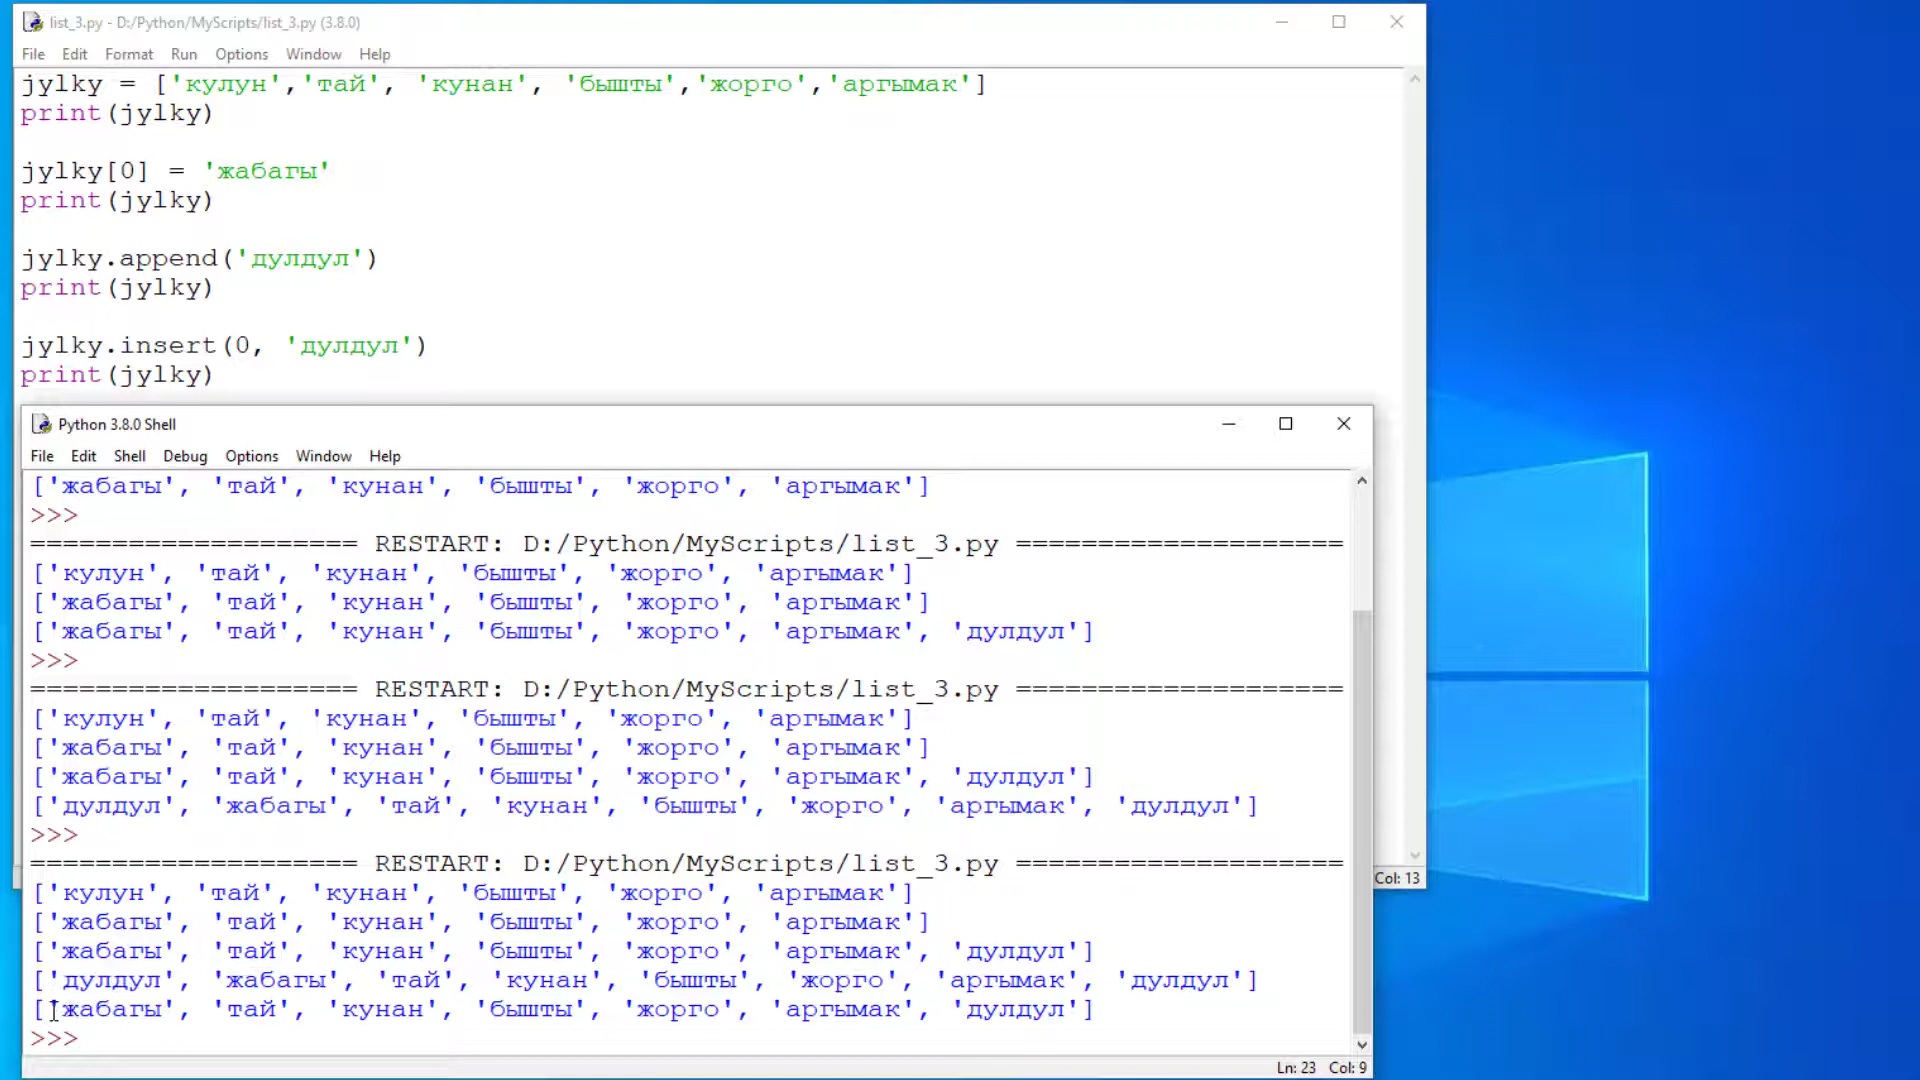 list_3.py - D:/Python/MyScripts/list_3.py (3.8.0)
File Edit Format Run Options Window Help
jylky = ['кулун','тай', 'кунан', 'бышты','жорго','аргымак']
print(jylky)
jylky[0] = 'жабагы'
print(jylky)
jylky.append('дулдул')
print(jylky)
jylky.insert(0, 'дулдул')
print(jylky)
Python 3.8.0 Shell
File Edit Shell Debug Options Window Help
['жабагы', 'тай', 'кунан', 'бышты', 'жорго', 'аргымак']
>>>
==================== RESTART: D:/Python/MyScripts/list_3.py ====================
['кулун', 'тай', 'кунан', 'бышты', 'жорго', 'аргымак']
['жабагы', 'тай', 'кунан', 'бышты', 'жорго', 'аргымак']
['жабагы', 'тай', 'кунан', 'бышты', 'жорго', 'аргымак', 'дулдул']
>>>
==================== RESTART: D:/Python/MyScripts/list_3.py ====================
['кулун', 'тай', 'кунан', 'бышты', 'жорго', 'аргымак']
['жабагы', 'тай', 'кунан', 'бышты', 'жорго', 'аргымак']
['жабагы', 'тай', 'кунан', 'бышты', 'жорго', 'аргымак', 'дулдул']
['дулдул', 'жабагы', 'тай', 'кунан', 'бышты', 'жорго', 'аргымак', 'дулдул']
>>>
==================== RESTART: D:/Python/MyScripts/list_3.py ====================
['кулун', 'тай', 'кунан', 'бышты', 'жорго', 'аргымак']
['жабагы', 'тай', 'кунан', 'бышты', 'жорго', 'аргымак']
['жабагы', 'тай', 'кунан', 'бышты', 'жорго', 'аргымак', 'дулдул']
['дулдул', 'жабагы', 'тай', 'кунан', 'бышты', 'жорго', 'аргымак', 'дулдул']
['жабагы', 'тай', 'кунан', 'бышты', 'жорго', 'аргымак', 'дулдул']
>>>
Col: 13
Ln: 23 Col: 9